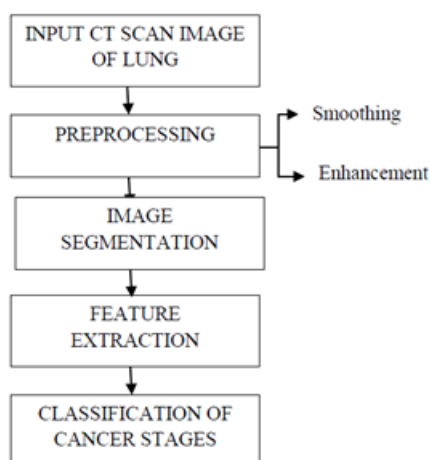 INPUT CT SCAN IMAGE
OF LUNG
PREPROCESSING
Smoothing
Enhancement
IMAGE
SEGMENTATION
FEATURE
EXTRACTION
CLASSIFICATION OF
CANCER STAGES